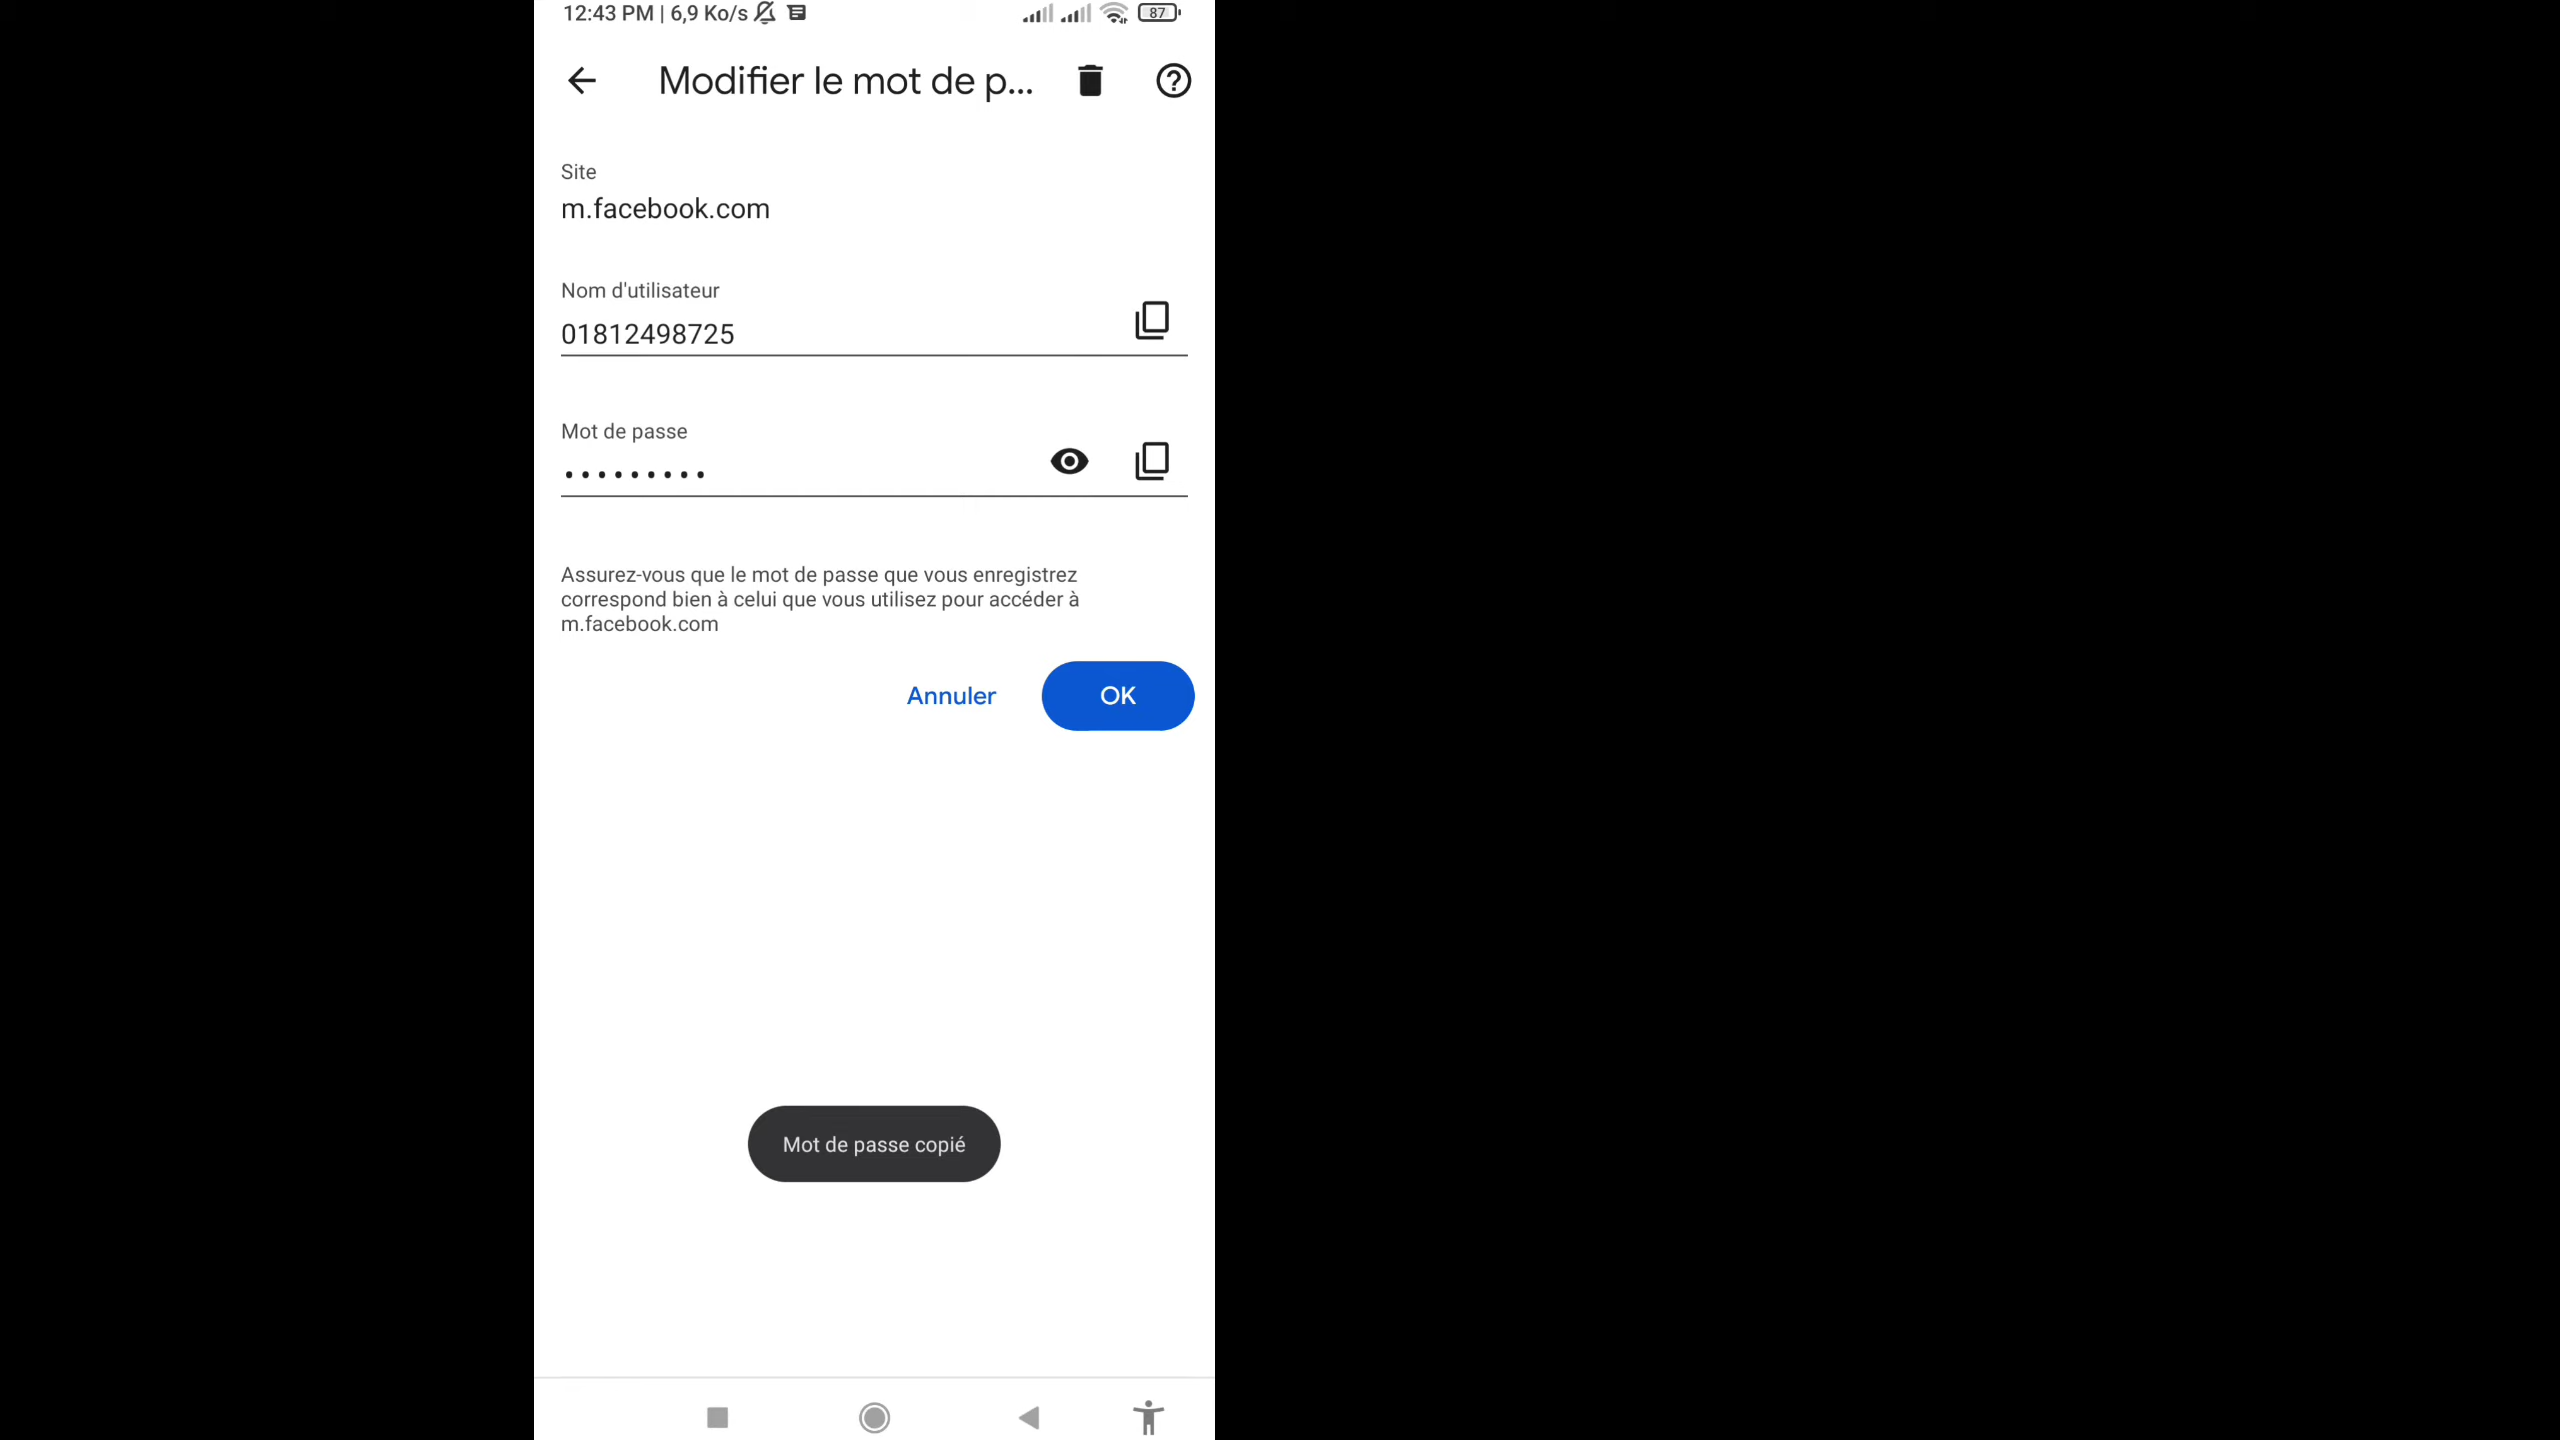 12:43 PM | 6,9 Ko/s 87
Modifier le mot de p...
Site
m.facebook.com
Nom d'utilisateur
01812498725
Mot de passe
•••••••••
Assurez-vous que le mot de passe que vous enregistrez
correspond bien à celui que vous utilisez pour accéder à
m.facebook.com
Annuler OK
Mot de passe copié